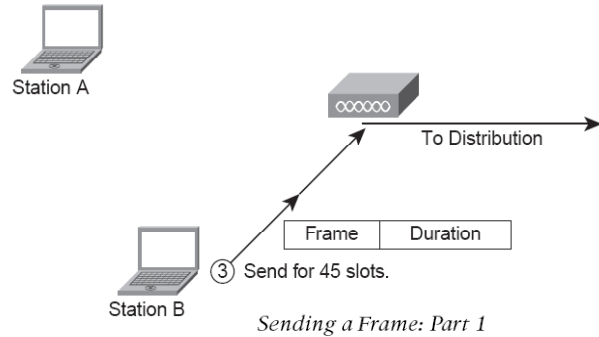 Station A
To Distribution
Frame Duration
③ Send for 45 slots.
Station B
Sending a Frame: Part 1